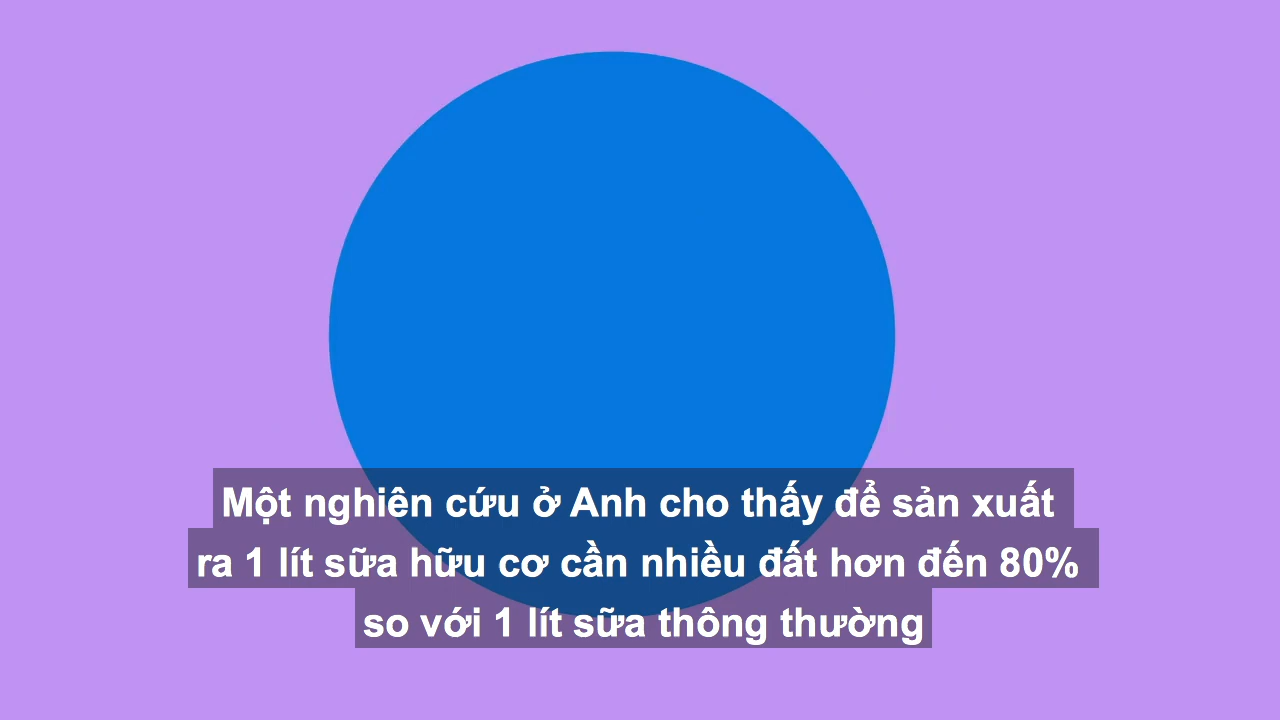 Một nghiên cứu ở Anh cho thấy để sản xuất
ra 1 lít sữa hữu cơ cần nhiều đất hơn đến 80%
so với 1 lít sữa thông thường